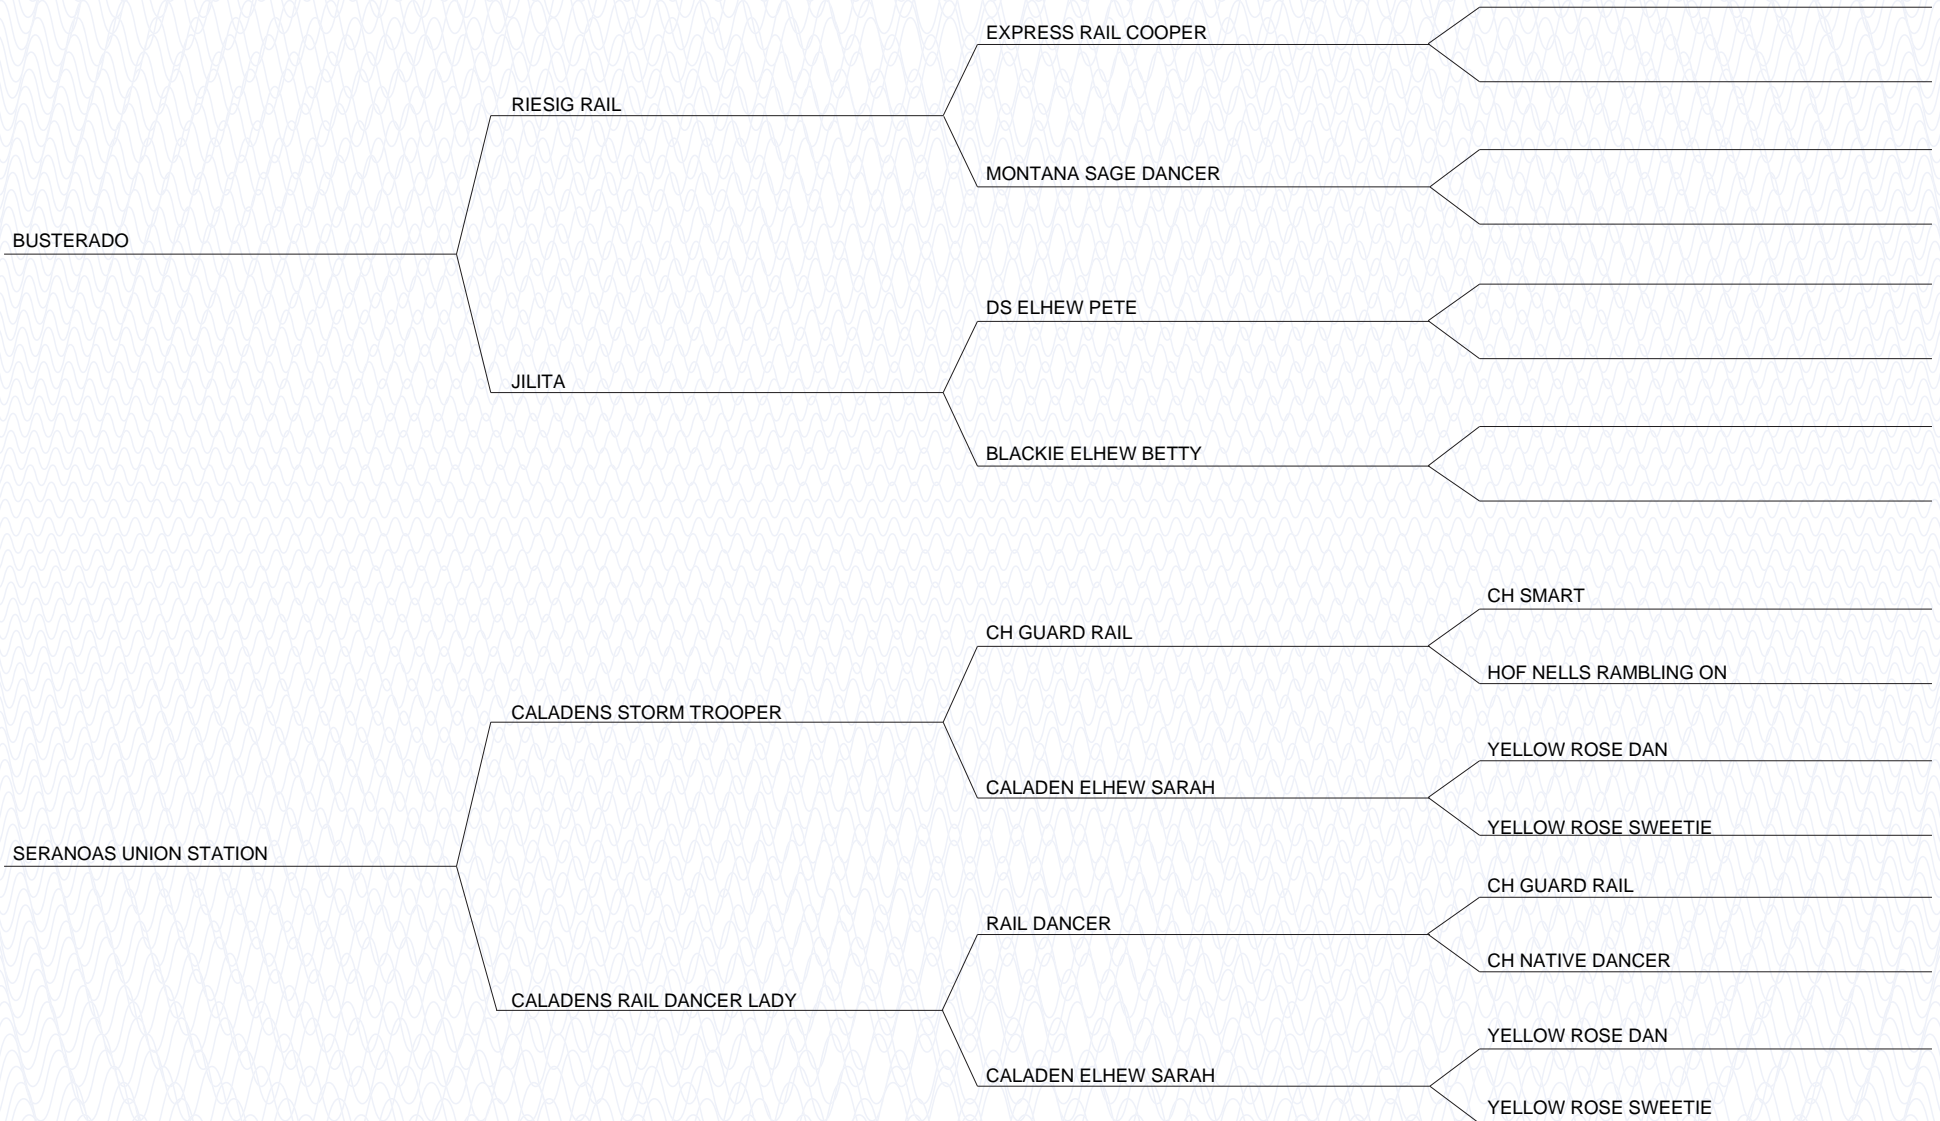 EXPRESS RAIL COOPER
RIESIG RAIL
MONTANA SAGE DANCER
BUSTERADO
DS ELHEW PETE
JILITA
BLACKIE ELHEW BETTY
CH SMART
CH GUARD RAIL
HOF NELLS RAMBLING ON
CALADENS STORM TROOPER
YELLOW ROSE DAN
CALADEN ELHEW SARAH
YELLOW ROSE SWEETIE
SERANOAS UNION STATION
CH GUARD RAIL
RAIL DANCER
CH NATIVE DANCER
CALADENS RAIL DANCER LADY
YELLOW ROSE DAN
CALADEN ELHEW SARAH
YELLOW ROSE SWEETIE